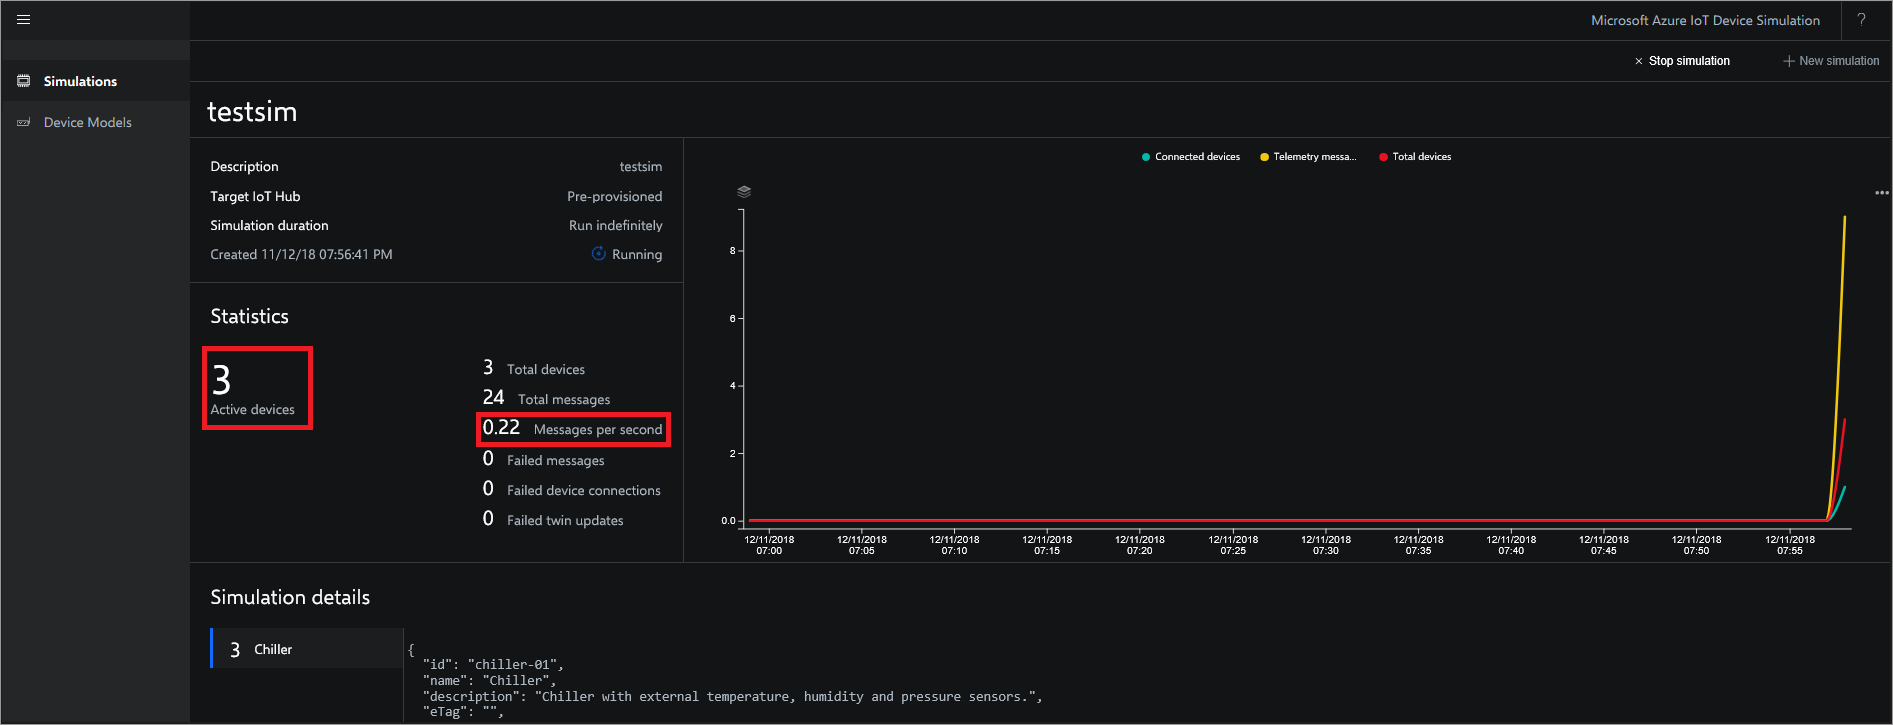 Microsoft Azure IoT Device Simulation
?
× Stop simulation
+ New simulation
Simulations
Device Models
testsim
Description testsim
Target IoT Hub Pre-provisioned
Simulation duration Run indefinitely
Created 11/12/18 07:56:41 PM Running
Statistics
3
Active devices
3 Total devices
24 Total messages
0.22 Messages per second
0 Failed messages
0 Failed device connections
0 Failed twin updates
Connected devices Telemetry messa... Total devices
8
6
4
2
0.0
12/11/2018 12/11/2018 12/11/2018 12/11/2018 12/11/2018 12/11/2018 12/11/2018 12/11/2018 12/11/2018 12/11/2018 12/11/2018 12/11/2018
07:00 07:05 07:10 07:15 07:20 07:25 07:30 07:35 07:40 07:45 07:50 07:55
Simulation details
3 Chiller
{
"id": "chiller-01",
"name": "Chiller",
"description": "Chiller with external temperature, humidity and pressure sensors.",
"eTag": "",